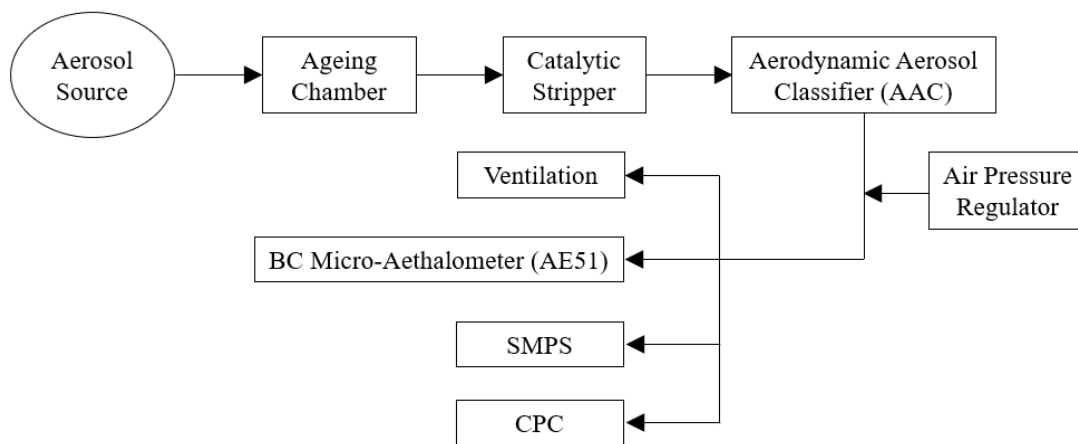 Aerosol
Source
Ageing
Chamber
Catalytic
Stripper
Aerodynamic Aerosol
Classifier (AAC)
Ventilation
Air Pressure
Regulator
BC Micro-Aethalometer (AE51)
SMPS
CPC